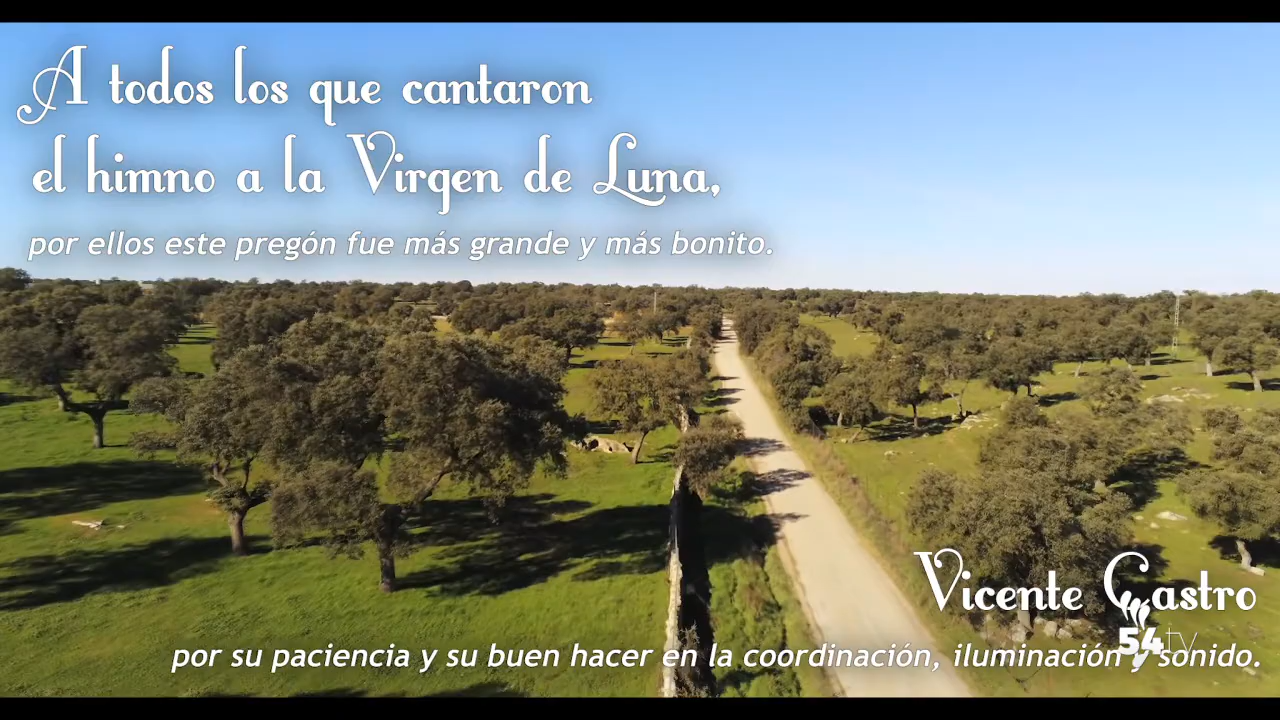 A todos los que cantaron
el himno a la Virgen de Luna,
por ellos este pregón fue más grande y más bonito.
Vicente Castro
54tv
por su paciencia y su buen hacer en la coordinación, iluminación y sonido.